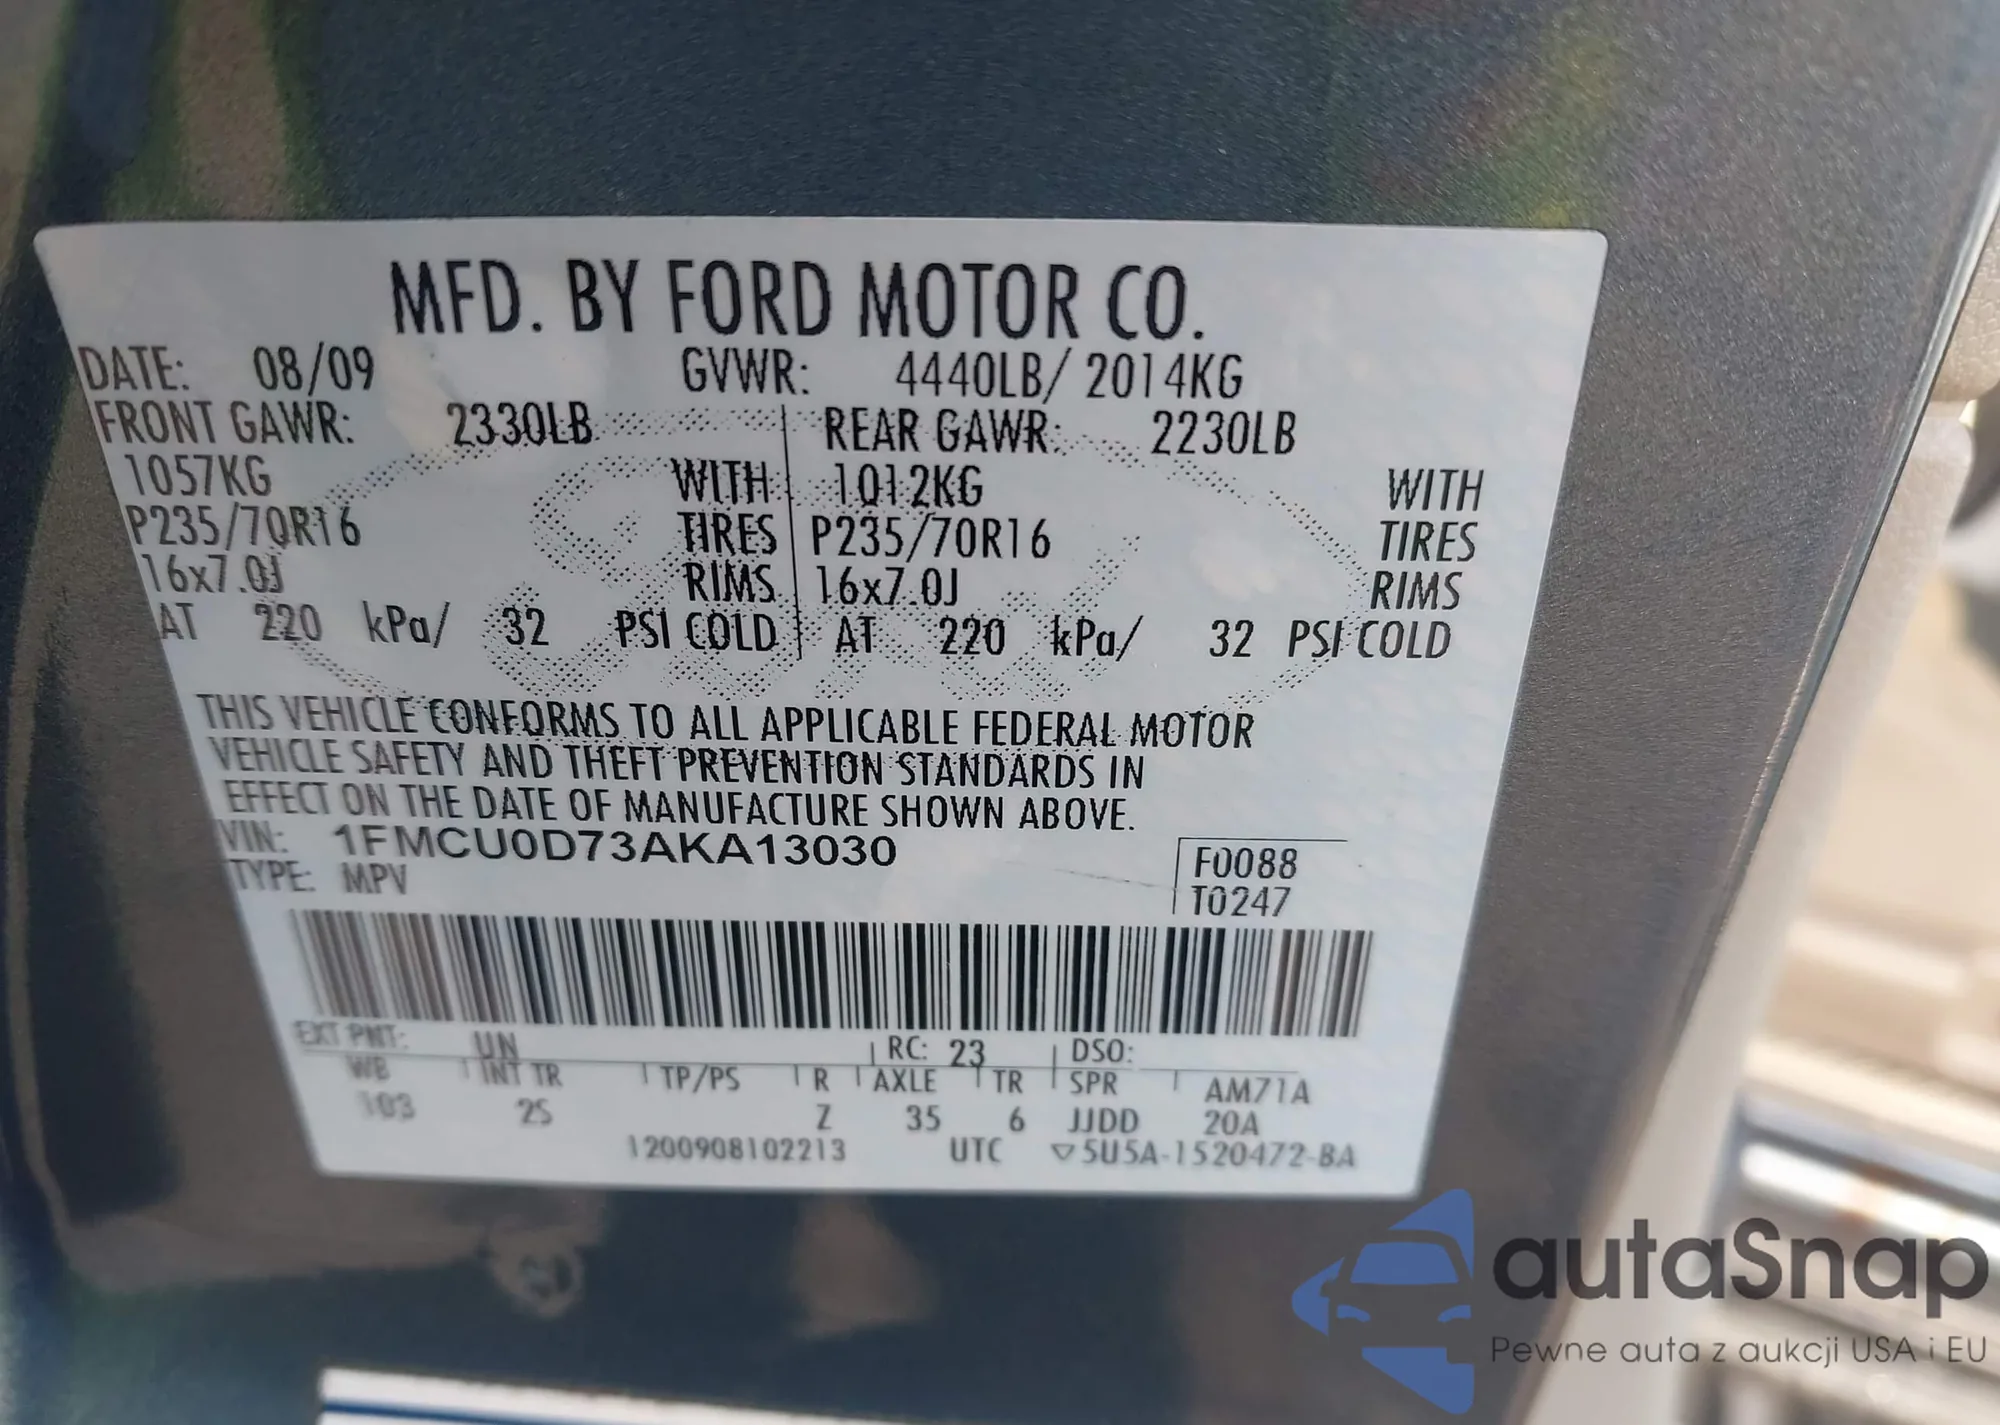 MFD. BY FORD MOTOR CO.
DATE: 08/09 GVWR: 4440LB/ 2014KG
FRONT GAWR: 2330LB REAR GAWR: 2230LB
1057KG WITH 1012KG WITH
P235/70R16 TIRES P235/70R16 TIRES
16x7.0J RIMS 16x7.0J RIMS
AT 220 kPa/ 32 PSI COLD AT 220 kPa/ 32 PSI COLD
THIS VEHICLE CONFORMS TO ALL APPLICABLE FEDERAL MOTOR
VEHICLE SAFETY AND THEFT PREVENTION STANDARDS IN
EFFECT ON THE DATE OF MANUFACTURE SHOWN ABOVE.
VIN: 1FMCU0D73AKA13030
TYPE: MPV
F0088
T0247
EXT PNT: UN RC: 23 DSO:
WB INT TR TP/PS R AXLE TR SPR AM71A
103 2S Z 35 6 JJDD 20A
1200908102213 UTC ▽5U5A-1520472-BA
autaSnap
Pewne auta z aukcji USA i EU